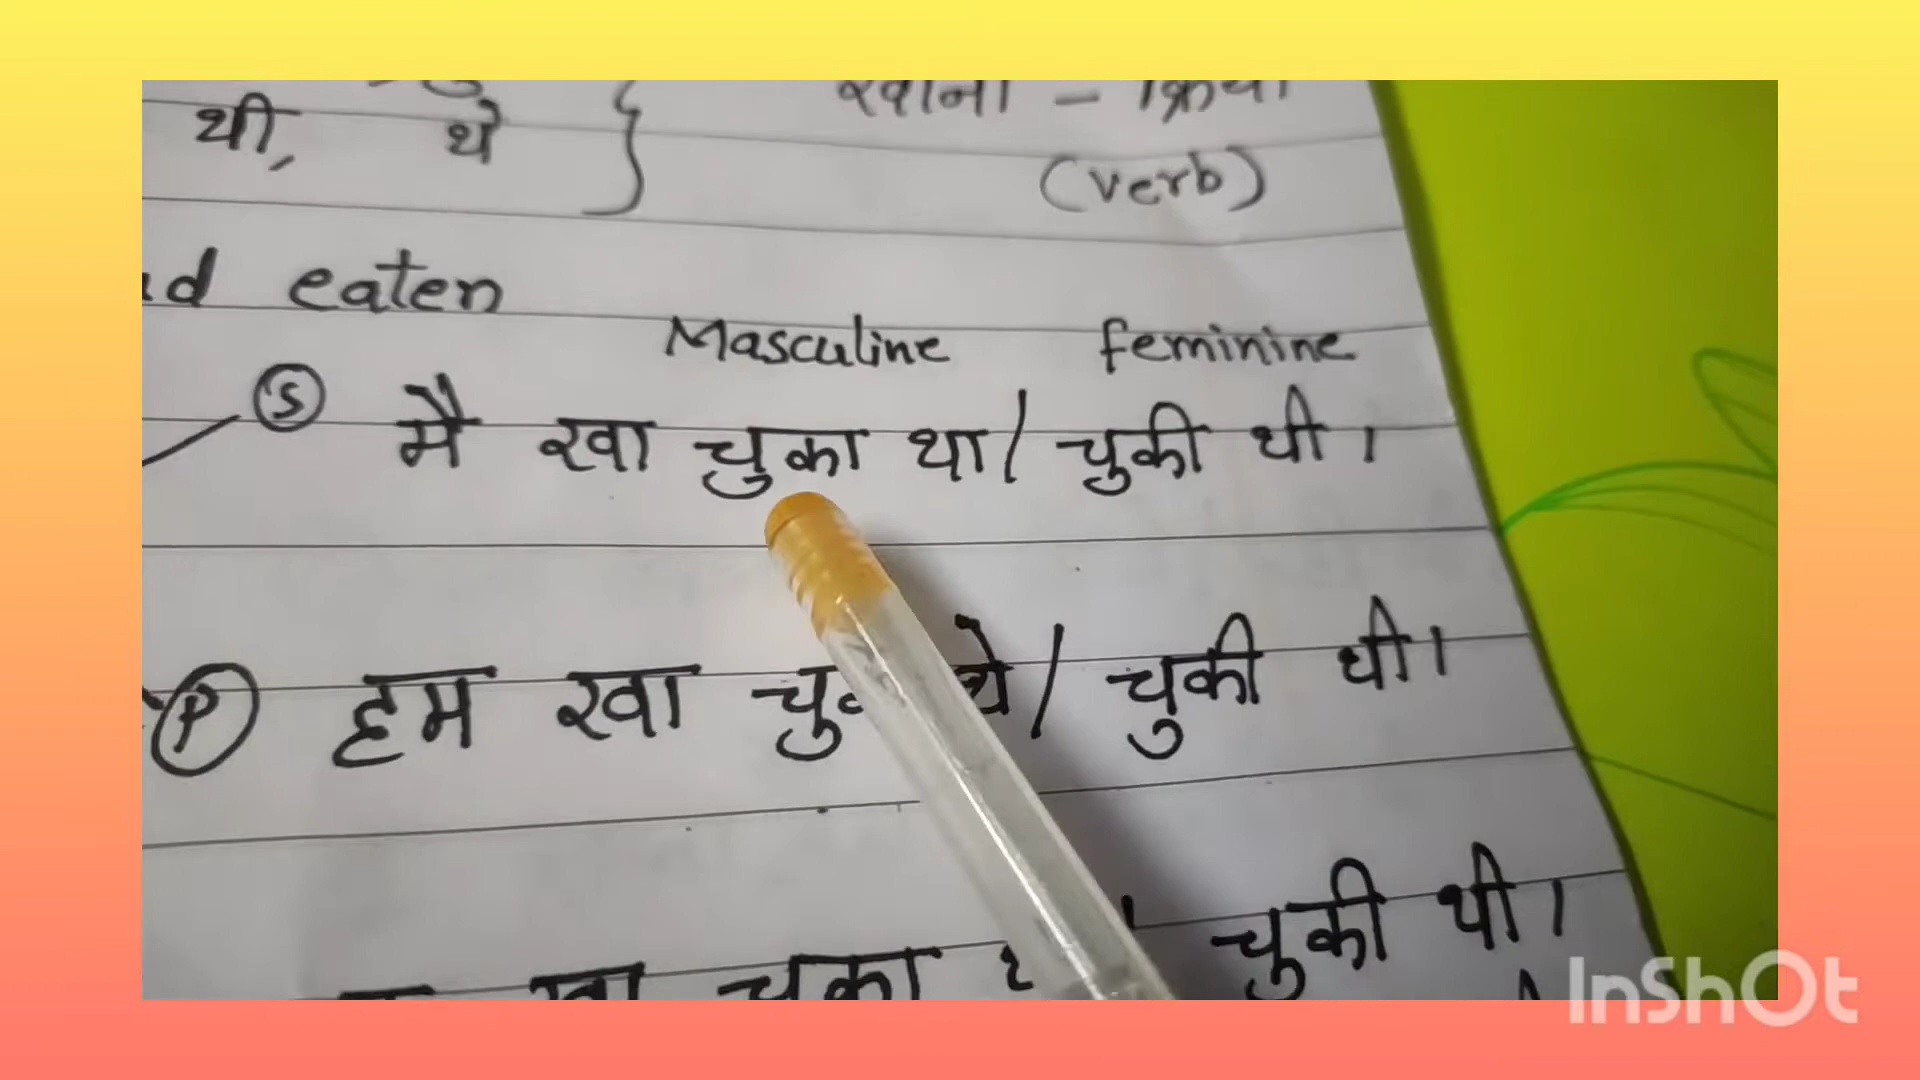 थी, थे } खाना - क्रिया
(verb)
eaten
Masculine feminine
S मै खा चुका था / चुकी थी ।
P हम खा थे / चुकी थी ।
खा चुका चुकी थी ।
InShOt